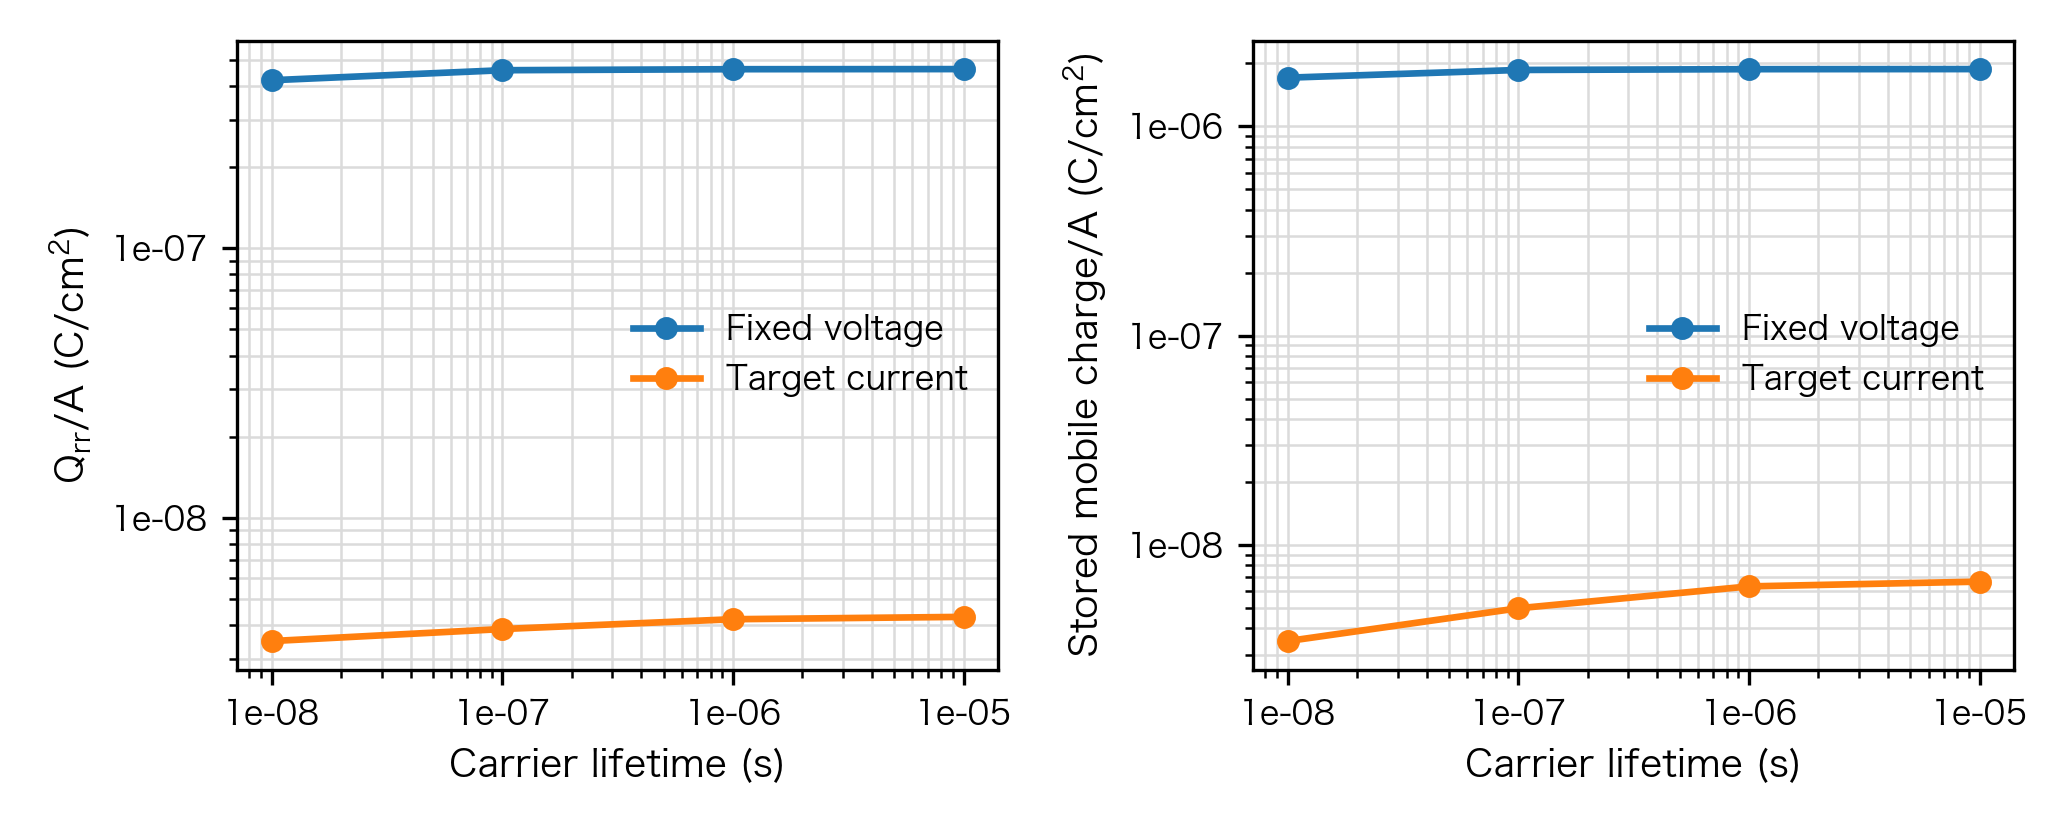 Q_rr/A (C/cm²)
1e-07
1e-08
Fixed voltage
Target current
1e-08 1e-07 1e-06 1e-05
Carrier lifetime (s)
Stored mobile charge/A (C/cm²)
1e-06
1e-07
1e-08
Fixed voltage
Target current
1e-08 1e-07 1e-06 1e-05
Carrier lifetime (s)